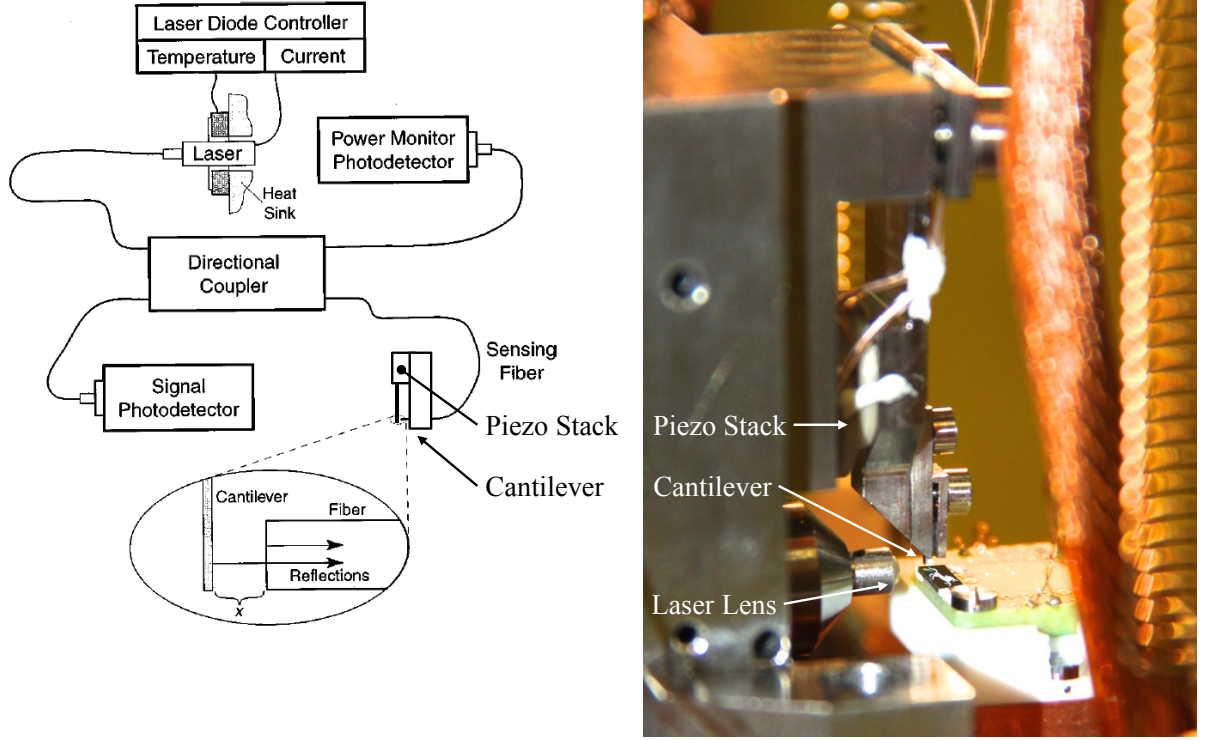 Laser Diode Controller
Temperature
Current
Laser
Heat
Sink
Power Monitor
Photodetector
Directional
Coupler
Signal
Photodetector
Sensing
Fiber
Piezo Stack
Cantilever
Cantilever
Fiber
Reflections
x
Piezo Stack
Cantilever
Laser Lens